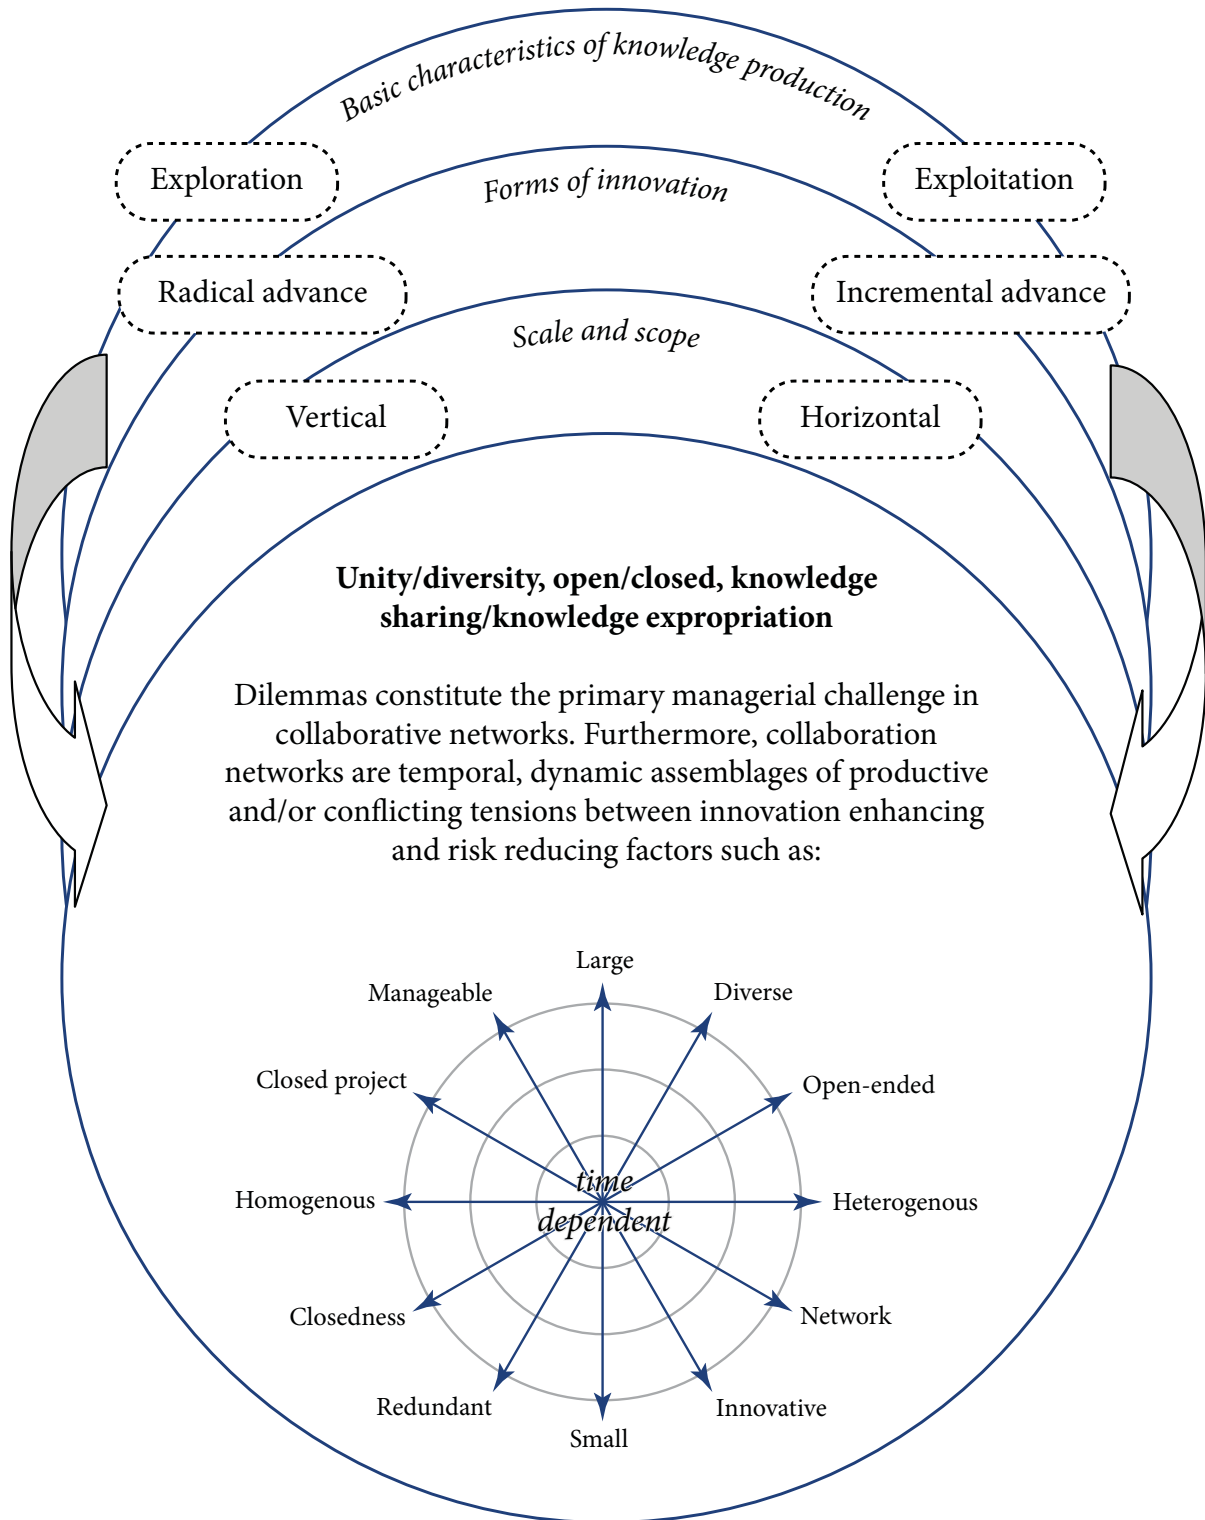 Basic characteristics of knowledge production
Exploration
Exploitation
Forms of innovation
Radical advance
Incremental advance
Scale and scope
Vertical
Horizontal
Unity/diversity, open/closed, knowledge
sharing/knowledge expropriation
Dilemmas constitute the primary managerial challenge in
collaborative networks. Furthermore, collaboration
networks are temporal, dynamic assemblages of productive
and/or conflicting tensions between innovation enhancing
and risk reducing factors such as:
Large
Manageable
Diverse
Closed project
Open-ended
time
dependent
Homogenous
Heterogenous
Closedness
Network
Redundant
Innovative
Small